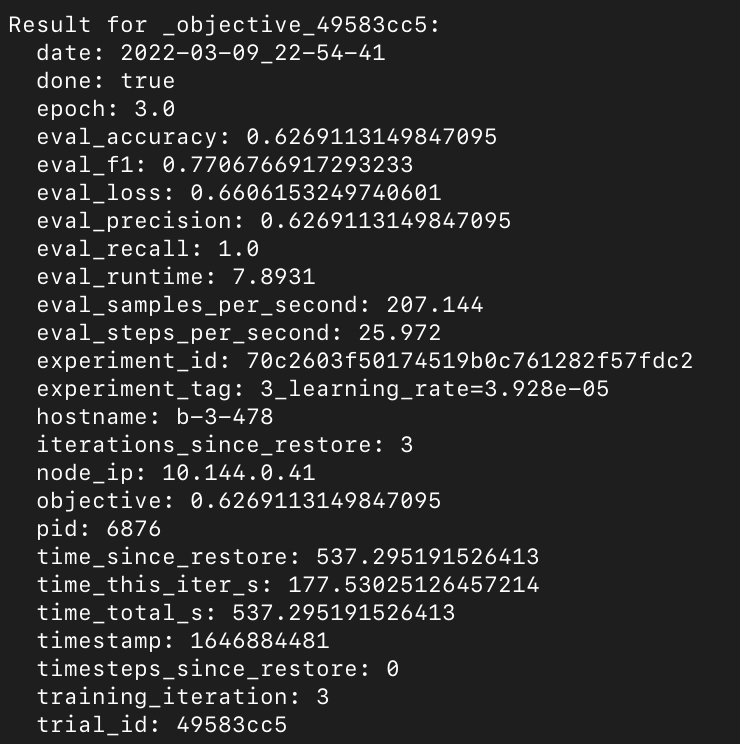 Result for _objective_49583cc5:
  date: 2022-03-09_22-54-41
  done: true
  epoch: 3.0
  eval_accuracy: 0.6269113149847095
  eval_f1: 0.7706766917293233
  eval_loss: 0.6606153249740601
  eval_precision: 0.6269113149847095
  eval_recall: 1.0
  eval_runtime: 7.8931
  eval_samples_per_second: 207.144
  eval_steps_per_second: 25.972
  experiment_id: 70c2603f50174519b0c761282f57fdc2
  experiment_tag: 3_learning_rate=3.928e-05
  hostname: b-3-478
  iterations_since_restore: 3
  node_ip: 10.144.0.41
  objective: 0.6269113149847095
  pid: 6876
  time_since_restore: 537.295191526413
  time_this_iter_s: 177.53025126457214
  time_total_s: 537.295191526413
  timestamp: 1646884481
  timesteps_since_restore: 0
  training_iteration: 3
  trial_id: 49583cc5